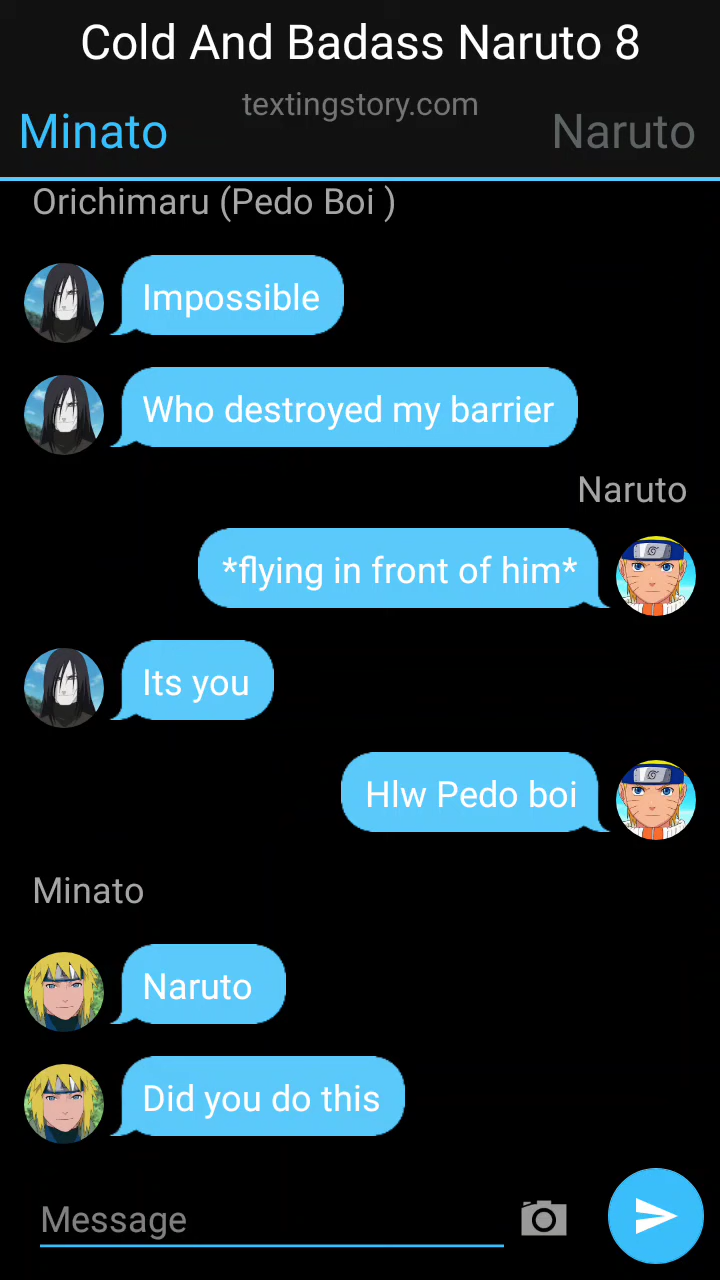 Cold And Badass Naruto 8
textingstory.com
Minato
Naruto
Orichimaru (Pedo Boi )
Impossible
Who destroyed my barrier
Naruto
*flying in front of him*
Its you
Hlw Pedo boi
Minato
Naruto
Did you do this
Message